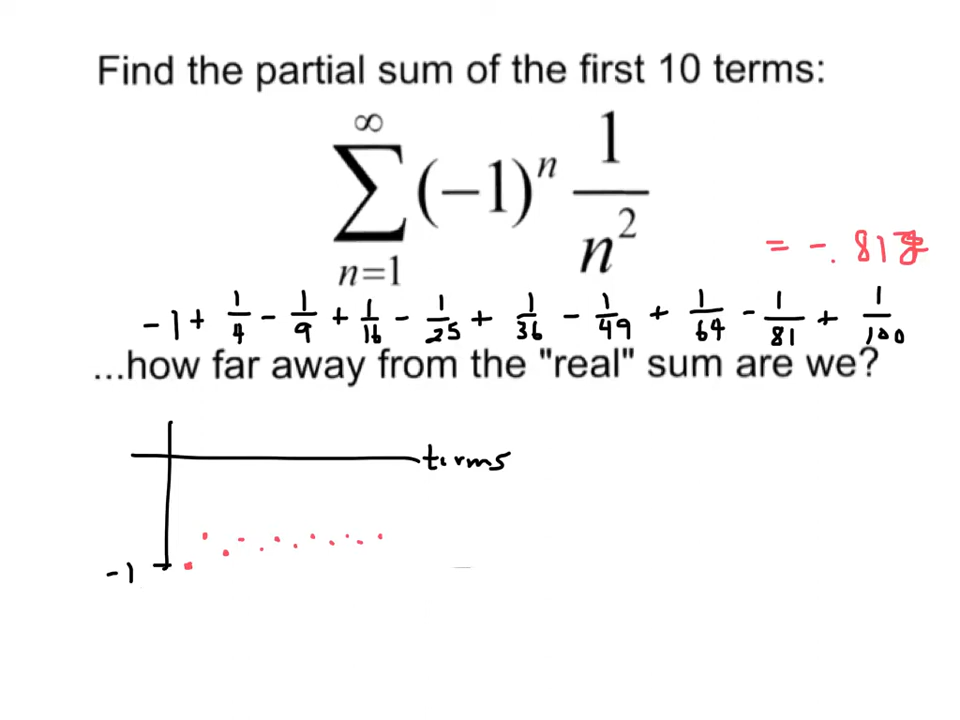 Find the partial sum of the first 10 terms:
∞
∑ (−1)ⁿ 1/n²
n=1
= -.818
-1 + 1/4 - 1/9 + 1/16 - 1/25 + 1/36 - 1/49 + 1/64 - 1/81 + 1/100
...how far away from the "real" sum are we?
terms
-1